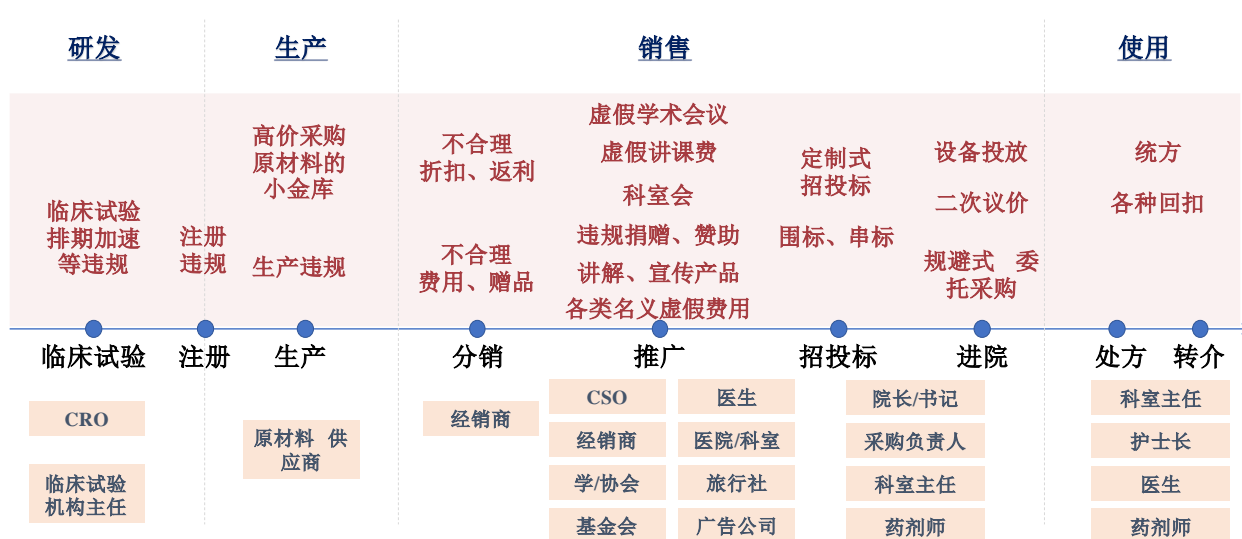 研发
生产
销售
使用
临床试验
排期加速
等违规
注册
违规
高价采购
原材料的
小金库
生产违规
不合理
折扣、返利
不合理
费用、赠品
虚假学术会议
虚假讲课费
科室会
违规捐赠、赞助
讲解、宣传产品
各类名义虚假费用
定制式
招投标
围标、串标
设备投放
二次议价
规避式 委
托采购
统方
各种回扣
临床试验
注册
生产
分销
推广
招投标
进院
处方
转介
CRO
临床试验
机构主任
原材料 供
应商
经销商
CSO
医生
经销商
医院/科室
学/协会
旅行社
基金会
广告公司
院长/书记
采购负责人
科室主任
药剂师
科室主任
护士长
医生
药剂师